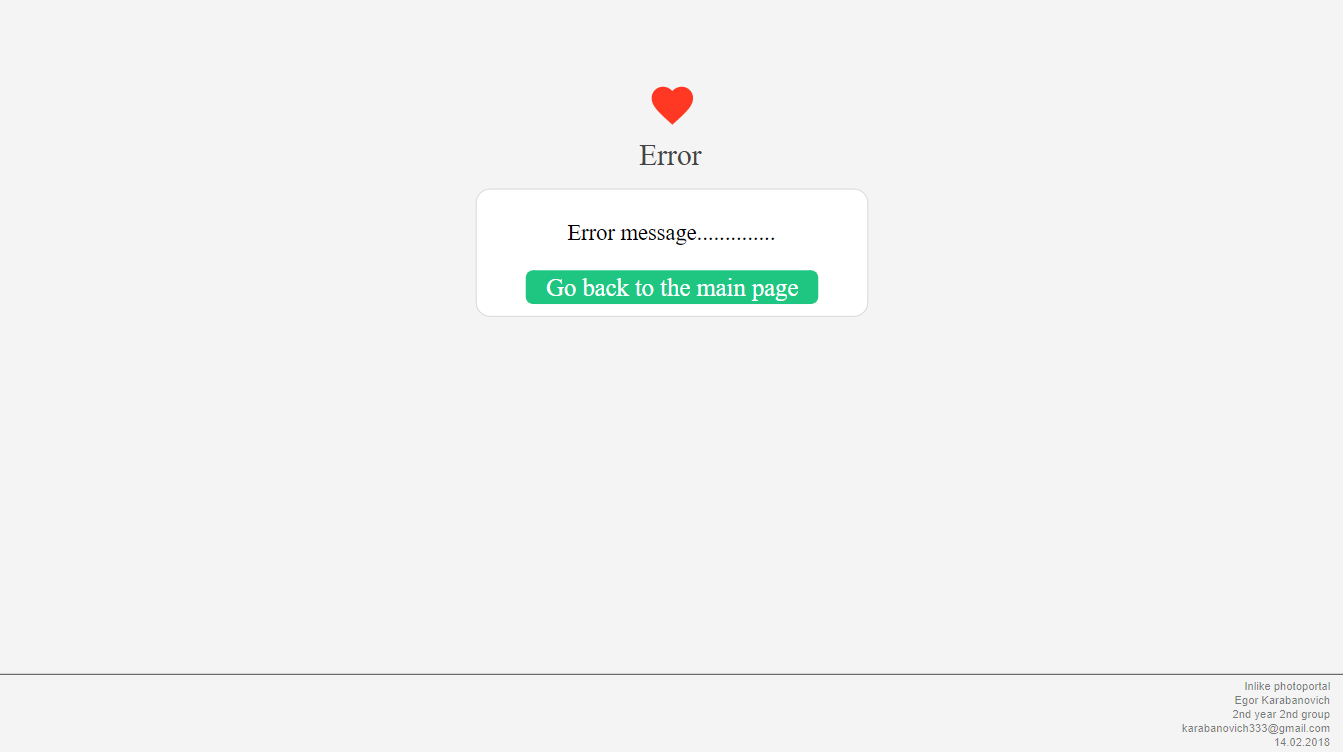 Error
Error message..............
Go back to the main page
Inlike photoportal
Egor Karabanovich
2nd year 2nd group
karabanovich333@gmail.com
14.02.2018